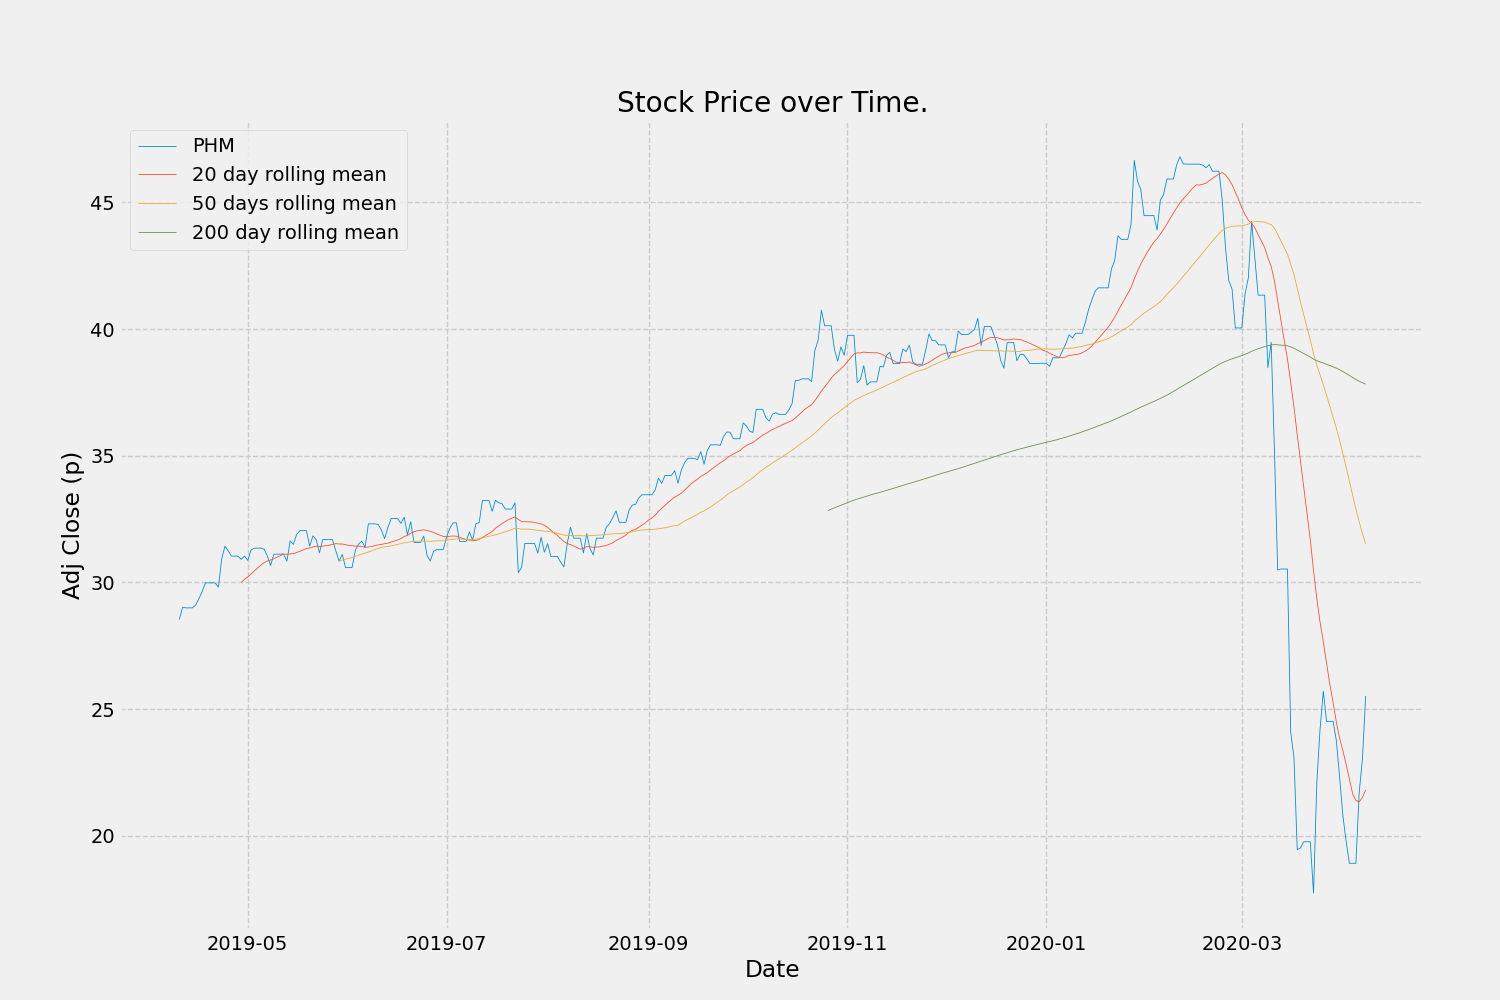 Stock Price over Time.
PHM
20 day rolling mean
50 days rolling mean
200 day rolling mean
Adj Close (p)
45
40
35
30
25
20
2019-05
2019-07
2019-09
2019-11
2020-01
2020-03
Date